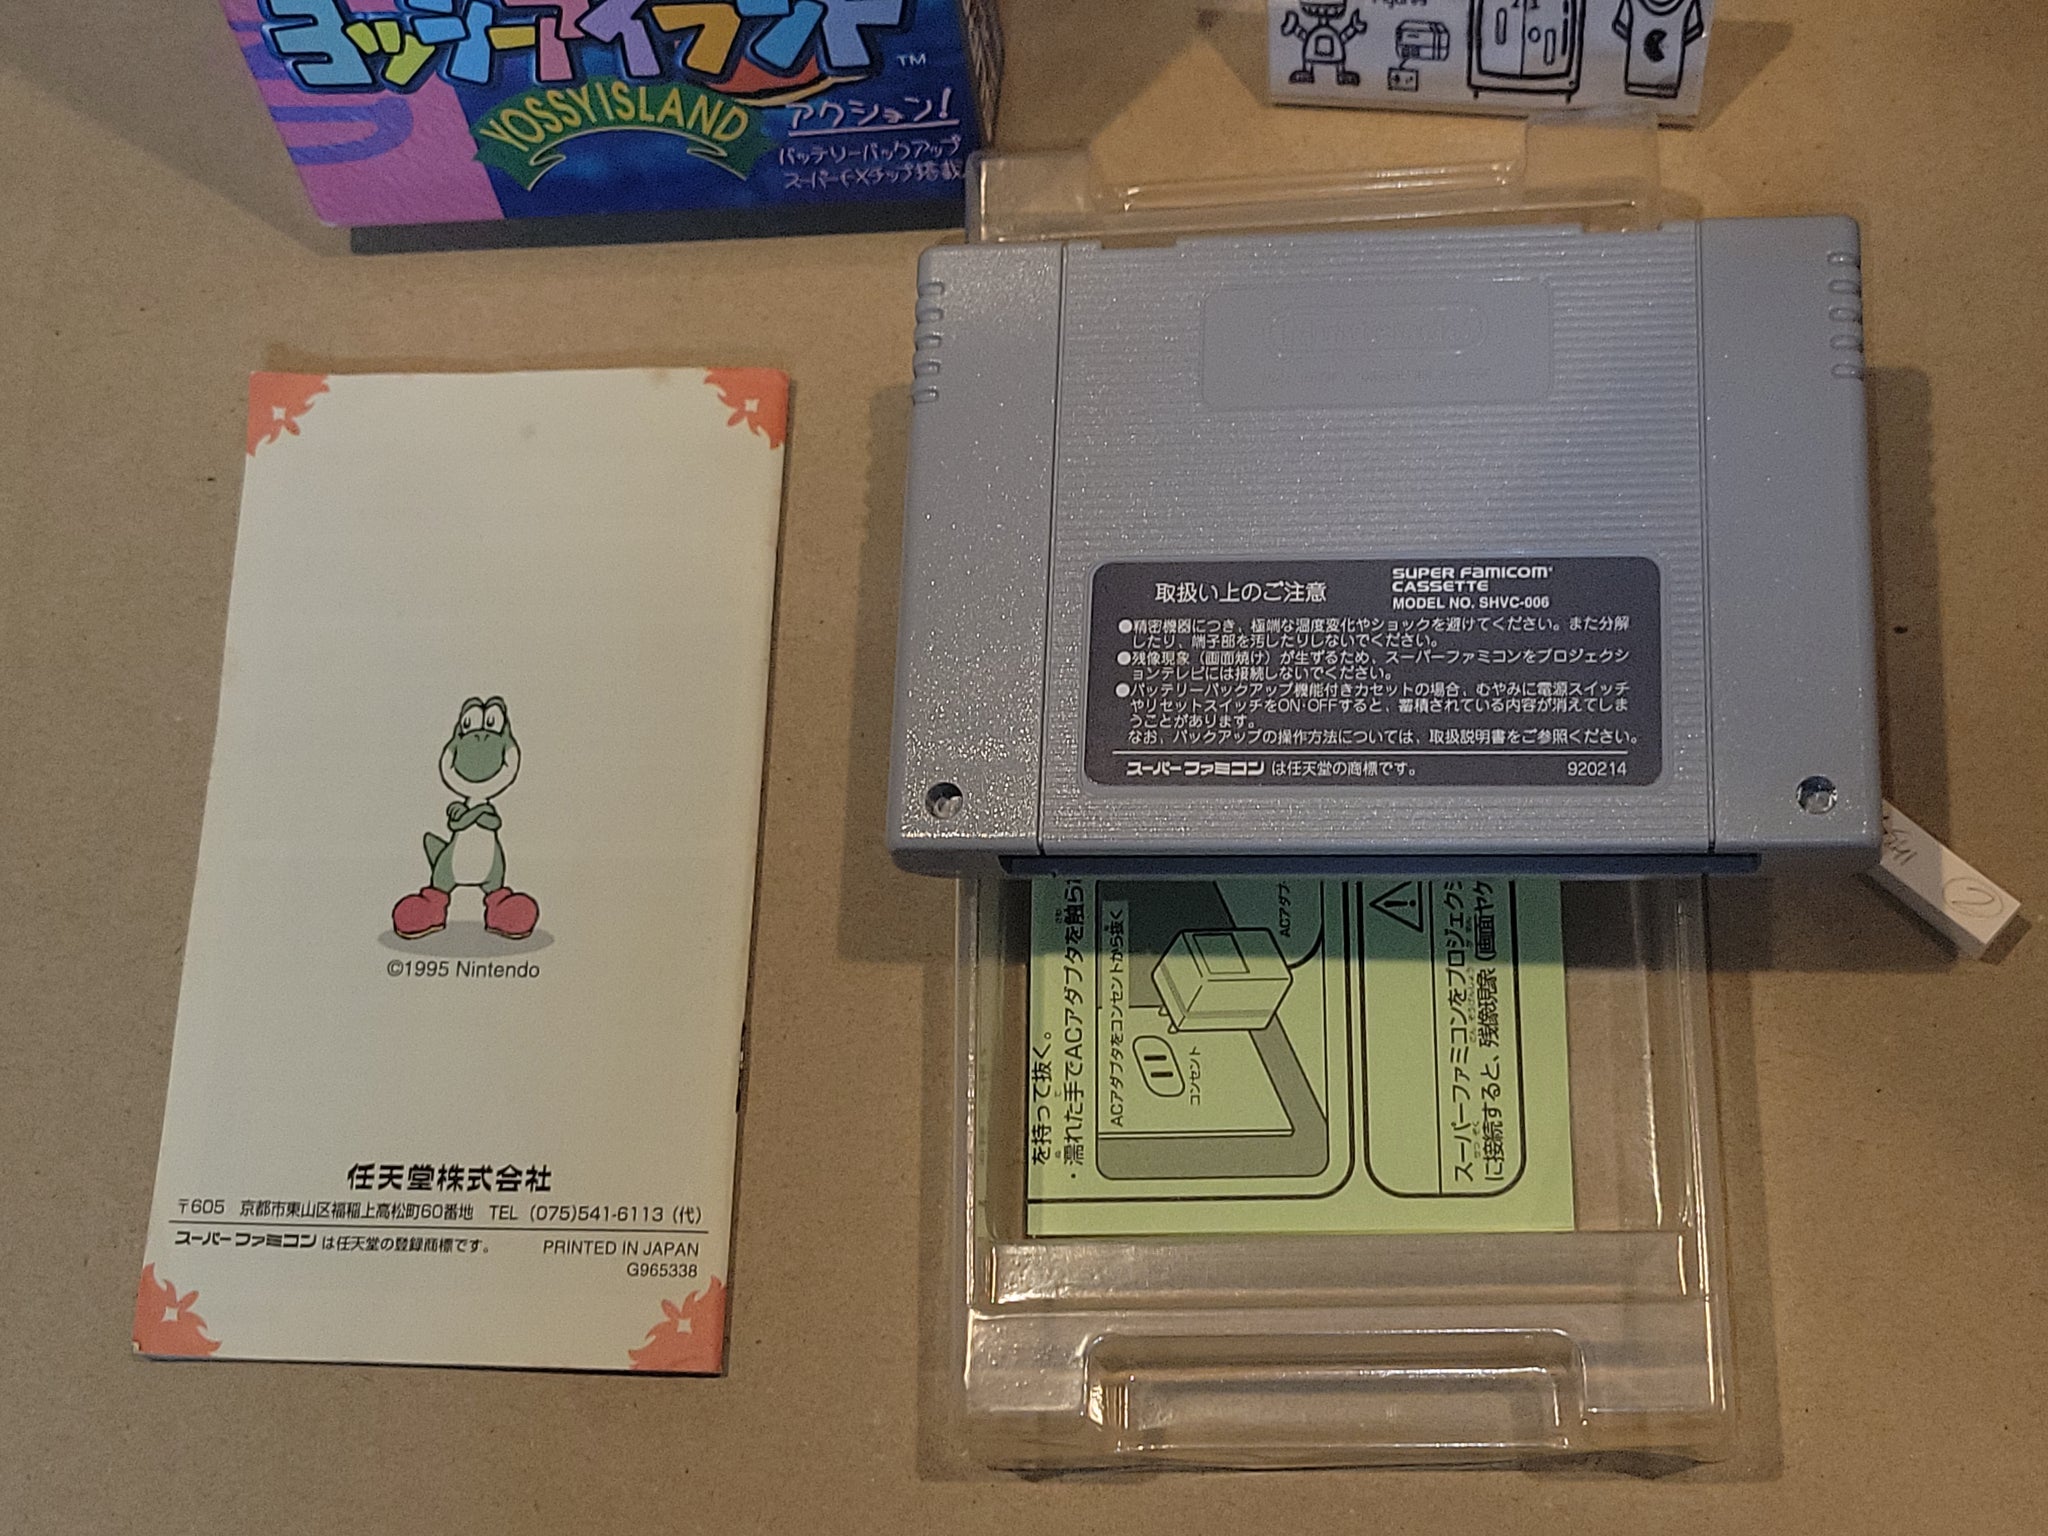 ヨッシーアイランド
TM
YOSSY ISLAND
アクション!
バッテリーバックアップ
スーパーFXチップ搭載
©1995 Nintendo
任天堂株式会社
〒605 京都市東山区福稲上高松町60番地 TEL (075)541-6113 (代)
スーパーファミコン は任天堂の登録商標です。 PRINTED IN JAPAN
G965338
取扱い上のご注意
SUPER FAMICOM
CASSETTE
MODEL NO. SHVC-006
●精密機器につき、極端な温度変化やショックを避けてください。また分解
したり、端子部を汚したりしないでください。
●残像現象(画面焼け)が生ずるため、スーパーファミコンをプロジェクシ
ョンテレビには接続しないでください。
●バッテリーバックアップ機能付きカセットの場合、むやみに電源スイッチ
やリセットスイッチをON・OFFすると、蓄積されている内容が消えてしま
うことがあります。
なお、バックアップの操作方法については、取扱説明書をご参照ください。
スーパーファミコン は任天堂の商標です。 920214
を持って抜く。
・濡れた手でACアダプタを触ら
ACアダプタをコンセントから抜く
コンセント
ACアダプ
スーパーファミコンをプロジェクシ
に接続すると、残像現象(画面ヤケ